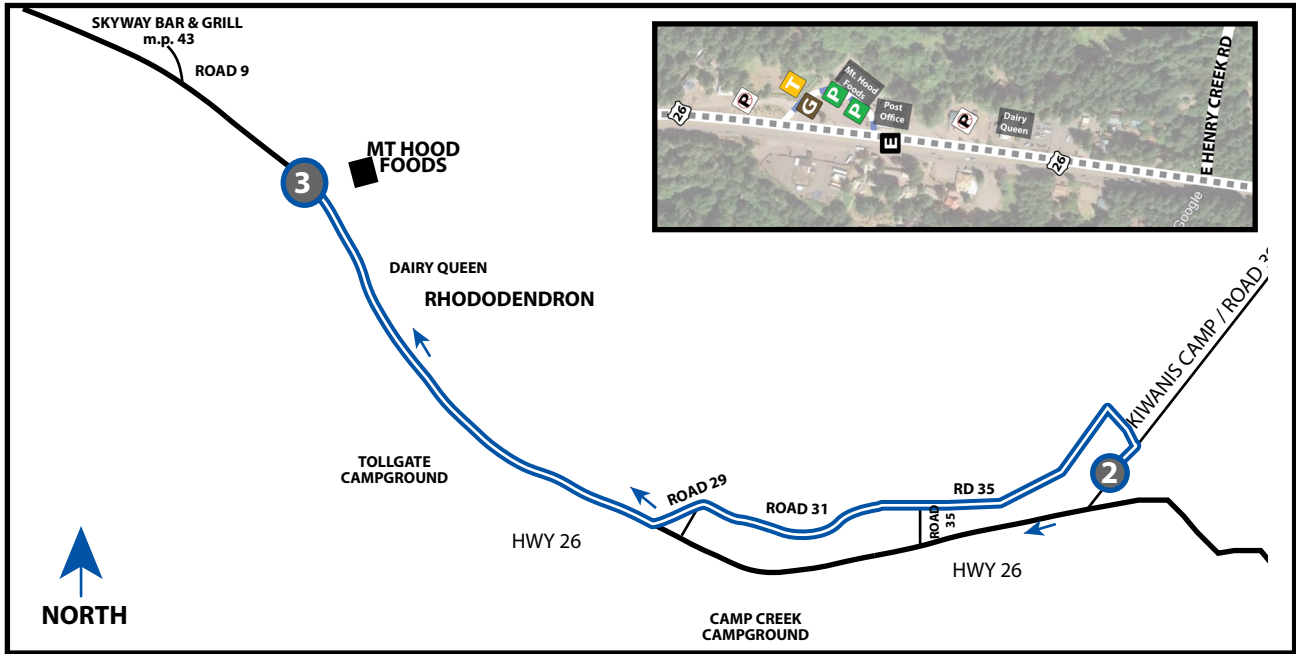 SKYWAY BAR & GRILL
m.p. 43
ROAD 9
3
MT HOOD
FOODS
DAIRY QUEEN
RHODODENDRON
TOLLGATE
CAMPGROUND
ROAD 29
ROAD 31
RD 35
ROAD
35
2
KIWANIS CAMP / ROAD
HWY 26
HWY 26
CAMP CREEK
CAMPGROUND
NORTH
26
P
T
G
P
P
Mt. Hood
Foods
Post
Office
E
P
Dairy
Queen
26
E HENRY CREEK RD
Google